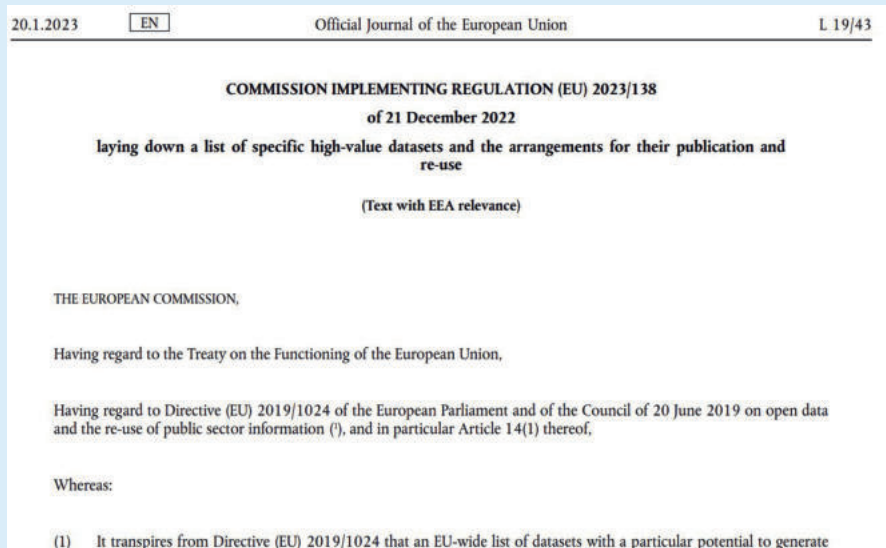 20.1.2023 EN Official Journal of the European Union L 19/43
COMMISSION IMPLEMENTING REGULATION (EU) 2023/138
of 21 December 2022
laying down a list of specific high-value datasets and the arrangements for their publication and
re-use
(Text with EEA relevance)
THE EUROPEAN COMMISSION,
Having regard to the Treaty on the Functioning of the European Union,
Having regard to Directive (EU) 2019/1024 of the European Parliament and of the Council of 20 June 2019 on open data
and the re-use of public sector information (¹), and in particular Article 14(1) thereof,
Whereas:
(1) It transpires from Directive (EU) 2019/1024 that an EU-wide list of datasets with a particular potential to generate